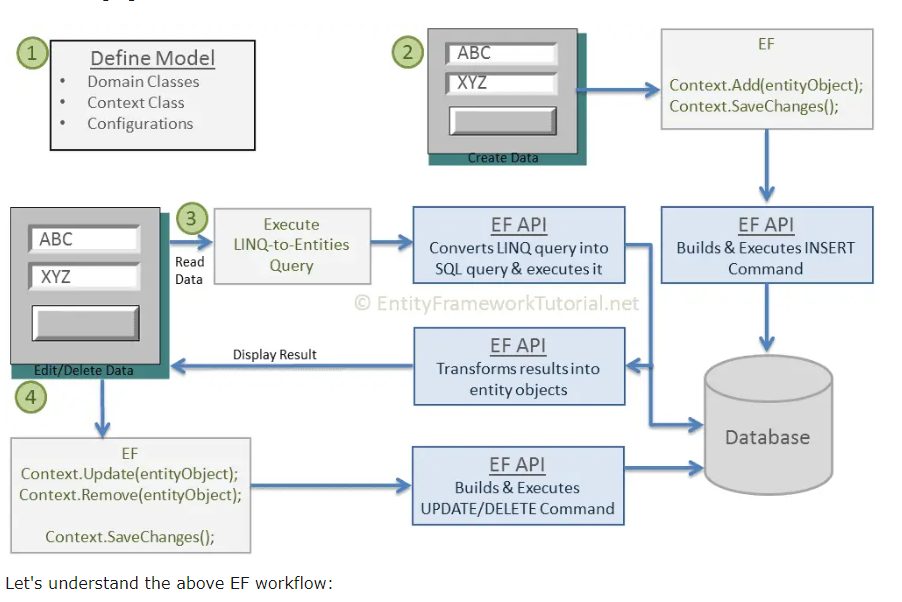 1
Define Model
• Domain Classes
• Context Class
• Configurations
2
ABC
XYZ
Create Data
EF
Context.Add(entityObject);
Context.SaveChanges();
EF API
Builds & Executes INSERT
Command
ABC
XYZ
Edit/Delete Data
3
Read
Data
Execute
LINQ-to-Entities
Query
EF API
Converts LINQ query into
SQL query & executes it
© EntityFrameworkTutorial.net
EF API
Transforms results into
entity objects
Display Result
Database
4
EF
Context.Update(entityObject);
Context.Remove(entityObject);
Context.SaveChanges();
EF API
Builds & Executes
UPDATE/DELETE Command
Let's understand the above EF workflow: